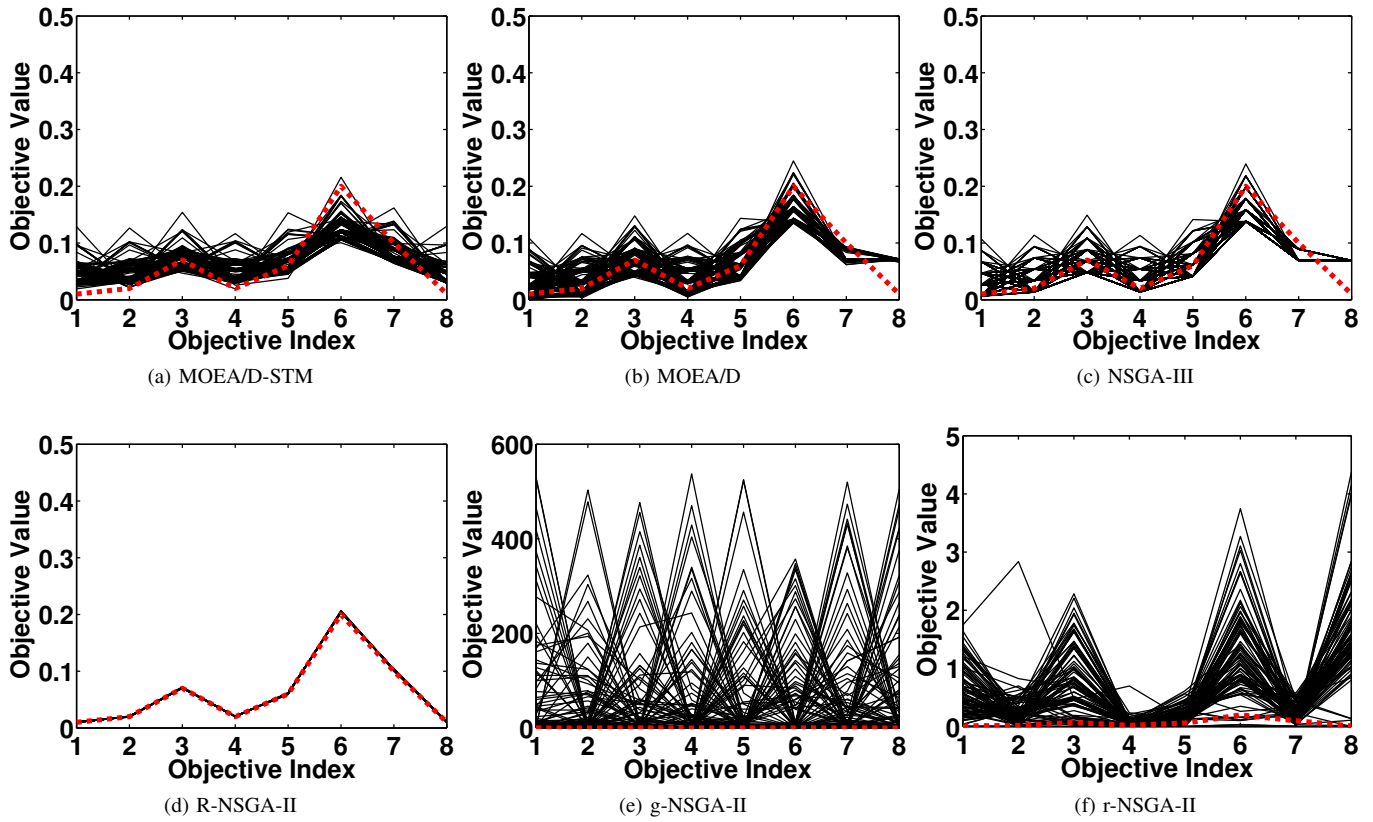 0.5
0.4
0.3
0.2
0.1
0
Objective Value
1 2 3 4 5 6 7 8
Objective Index
(a) MOEA/D-STM
0.5
0.4
0.3
0.2
0.1
0
Objective Value
1 2 3 4 5 6 7 8
Objective Index
(b) MOEA/D
0.5
0.4
0.3
0.2
0.1
0
Objective Value
1 2 3 4 5 6 7 8
Objective Index
(c) NSGA-III
0.5
0.4
0.3
0.2
0.1
0
Objective Value
1 2 3 4 5 6 7 8
Objective Index
(d) R-NSGA-II
600
400
200
0
Objective Value
1 2 3 4 5 6 7 8
Objective Index
(e) g-NSGA-II
5
4
3
2
1
0
Objective Value
1 2 3 4 5 6 7 8
Objective Index
(f) r-NSGA-II